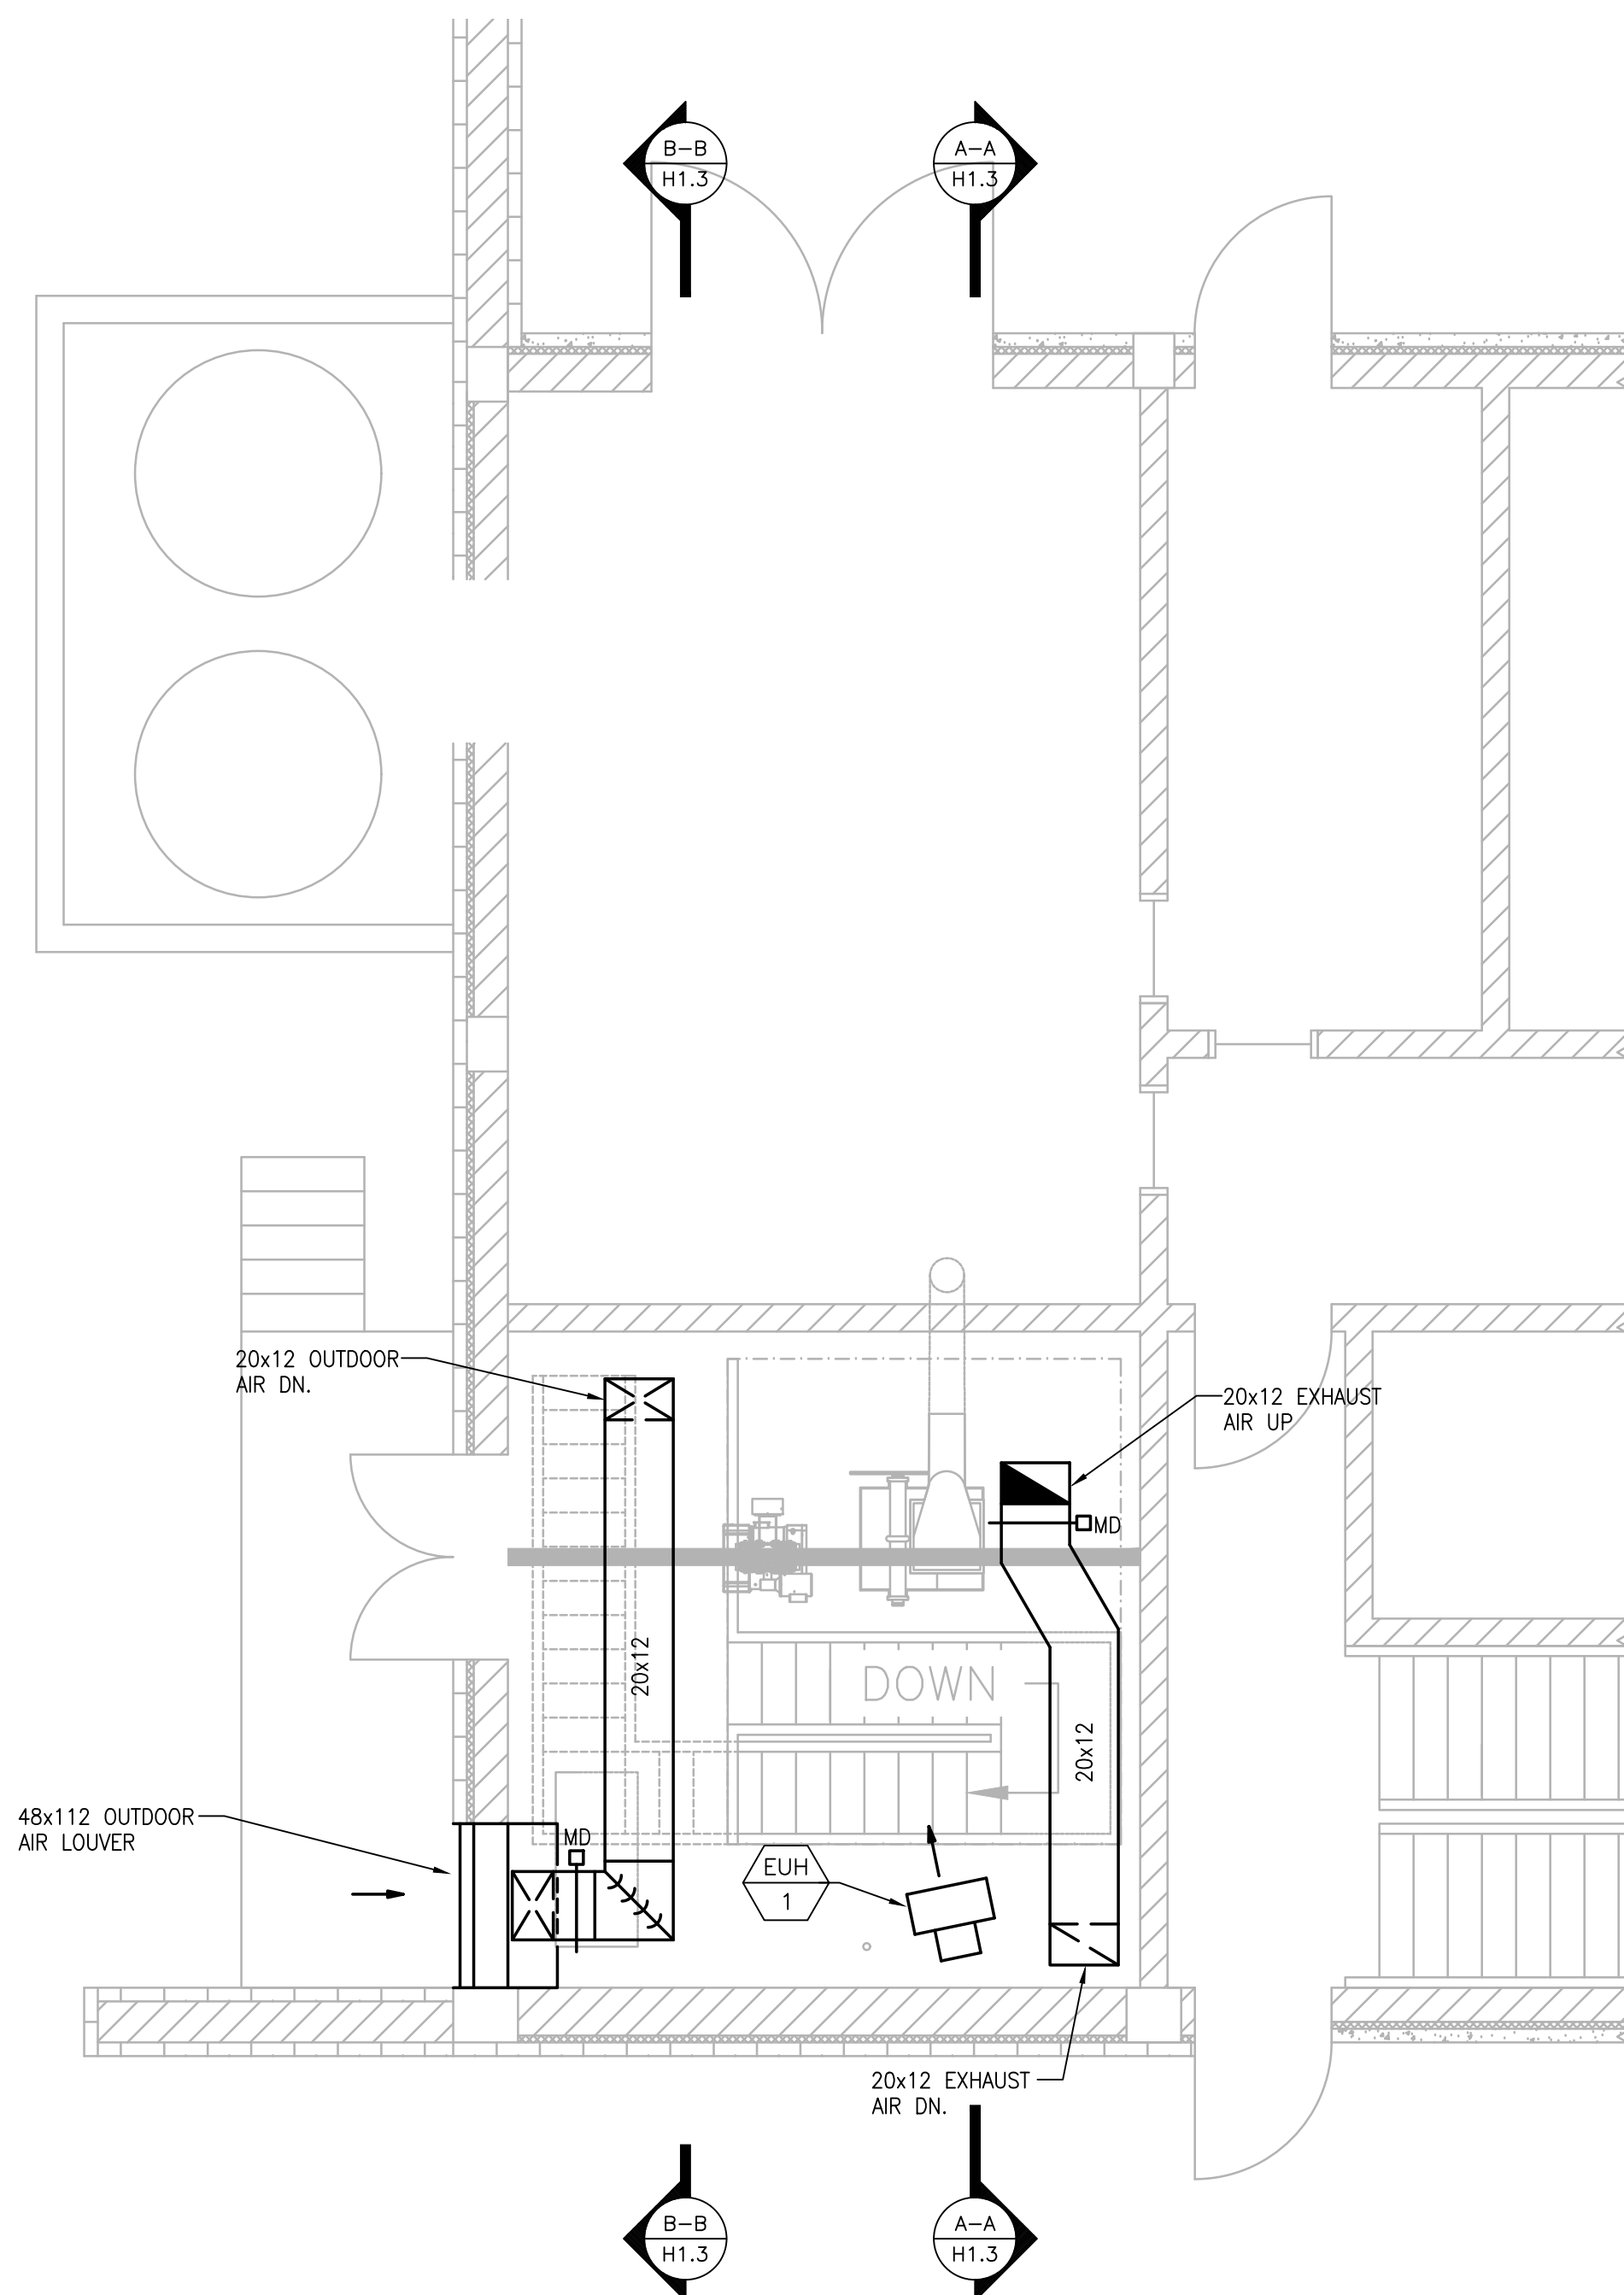 B-B
H1.3
A-A
H1.3
20x12 OUTDOOR
AIR DN.
20x12 EXHAUST
AIR UP
MD
20x12
DOWN
20x12
48x112 OUTDOOR
AIR LOUVER
MD
EUH
1
20x12 EXHAUST
AIR DN.
B-B
H1.3
A-A
H1.3